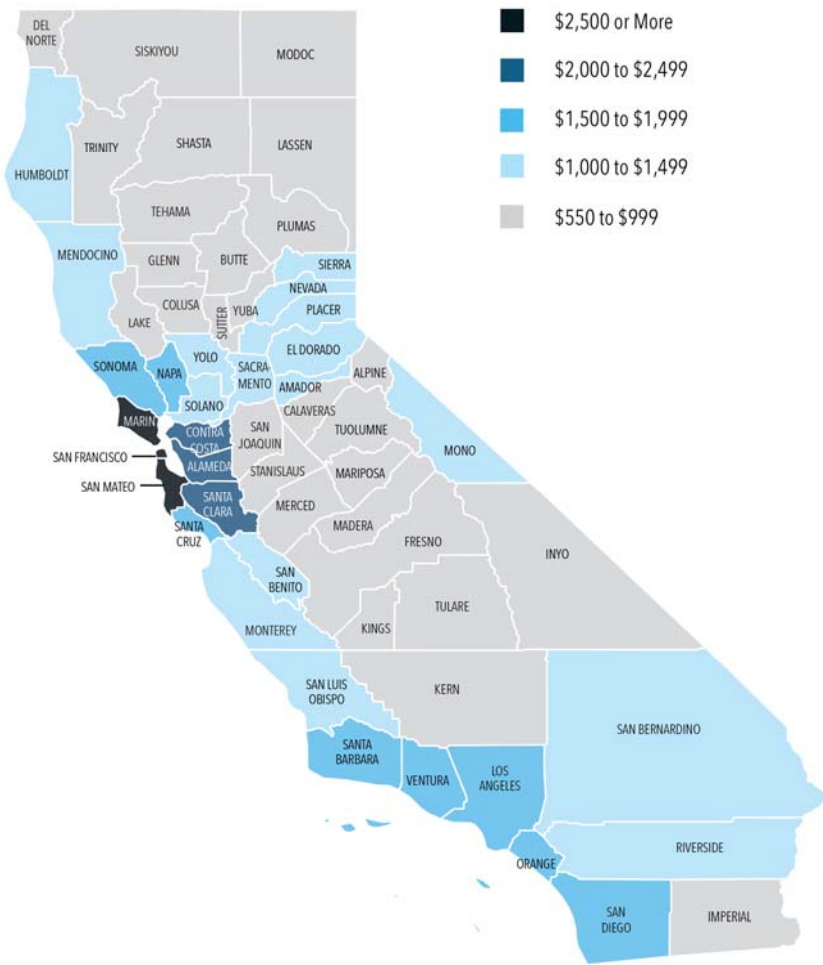 $2,500 or More
$2,000 to $2,499
$1,500 to $1,999
$1,000 to $1,499
$550 to $999
DEL
NORTE
SISKIYOU
MODOC
HUMBOLDT
TRINITY
SHASTA
LASSEN
TEHAMA
PLUMAS
MENDOCINO
GLENN
BUTTE
SIERRA
NEVADA
COLUSA
SUTTER
YUBA
PLACER
LAKE
SONOMA
NAPA
YOLO
SACRA-
MENTO
EL DORADO
ALPINE
AMADOR
SOLANO
CALAVERAS
MARIN
CONTRA
COSTA
SAN
JOAQUIN
TUOLUMNE
MONO
SAN FRANCISCO
ALAMEDA
STANISLAUS
MARIPOSA
SAN MATEO
SANTA
CLARA
MERCED
SANTA
CRUZ
MADERA
FRESNO
INYO
SAN
BENITO
TULARE
MONTEREY
KINGS
SAN LUIS
OBISPO
KERN
SAN BERNARDINO
SANTA
BARBARA
VENTURA
LOS
ANGELES
ORANGE
RIVERSIDE
SAN
DIEGO
IMPERIAL